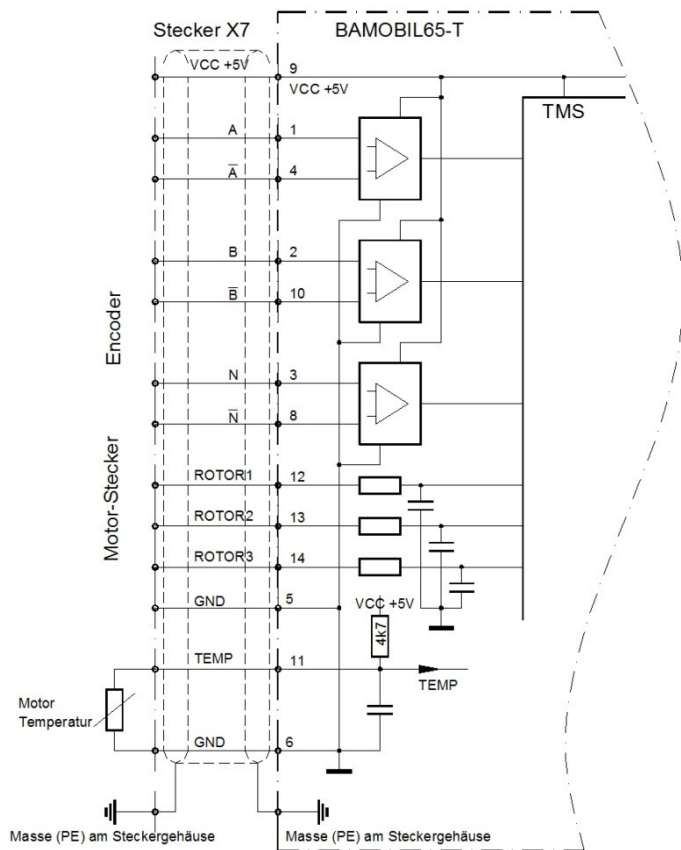 Stecker X7
BAMOBIL65-T
VCC +5V
9
VCC +5V
TMS
A
1
A̅
4
B
2
B̅
10
Encoder
N
3
N̅
8
Motor-Stecker
ROTOR1
12
ROTOR2
13
ROTOR3
14
GND
5
VCC +5V
4k7
TEMP
11
TEMP
Motor
Temperatur
GND
6
Masse (PE) am Steckergehäuse
Masse (PE) am Steckergehäuse